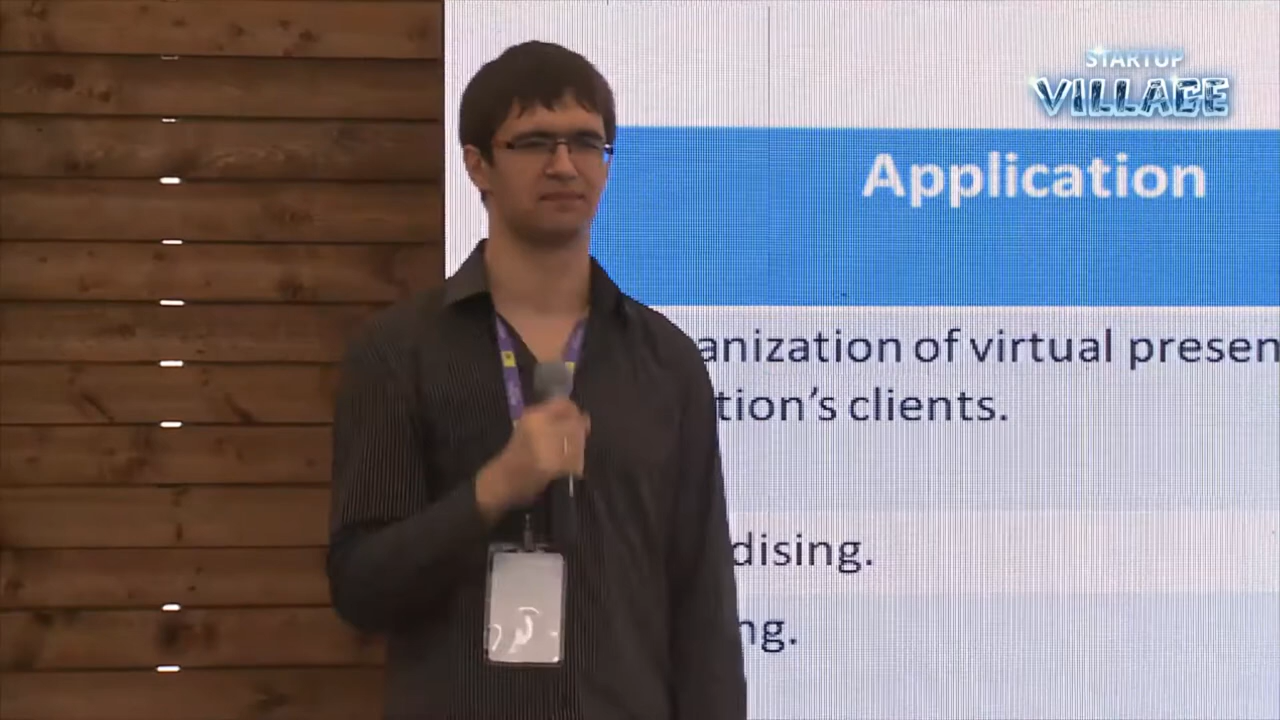 STARTUP
VILLAGE
Application
anization of virtual presen
tion's clients.
dising.
ng.